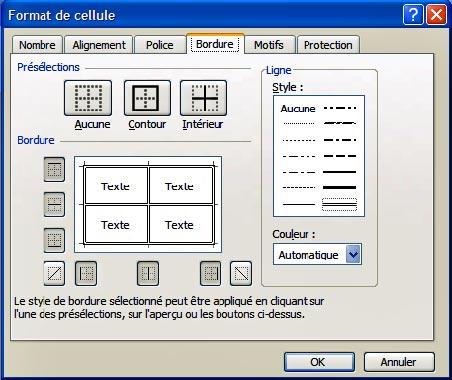 Format de cellule
Nombre Alignement Police Bordure Motifs Protection
Présélections
Aucune Contour Intérieur
Bordure
Texte Texte
Texte Texte
Ligne
Style :
Aucune
Couleur :
Automatique
Le style de bordure sélectionné peut être appliqué en cliquant sur
l'une des présélections, sur l'aperçu ou les boutons ci-dessus.
OK Annuler